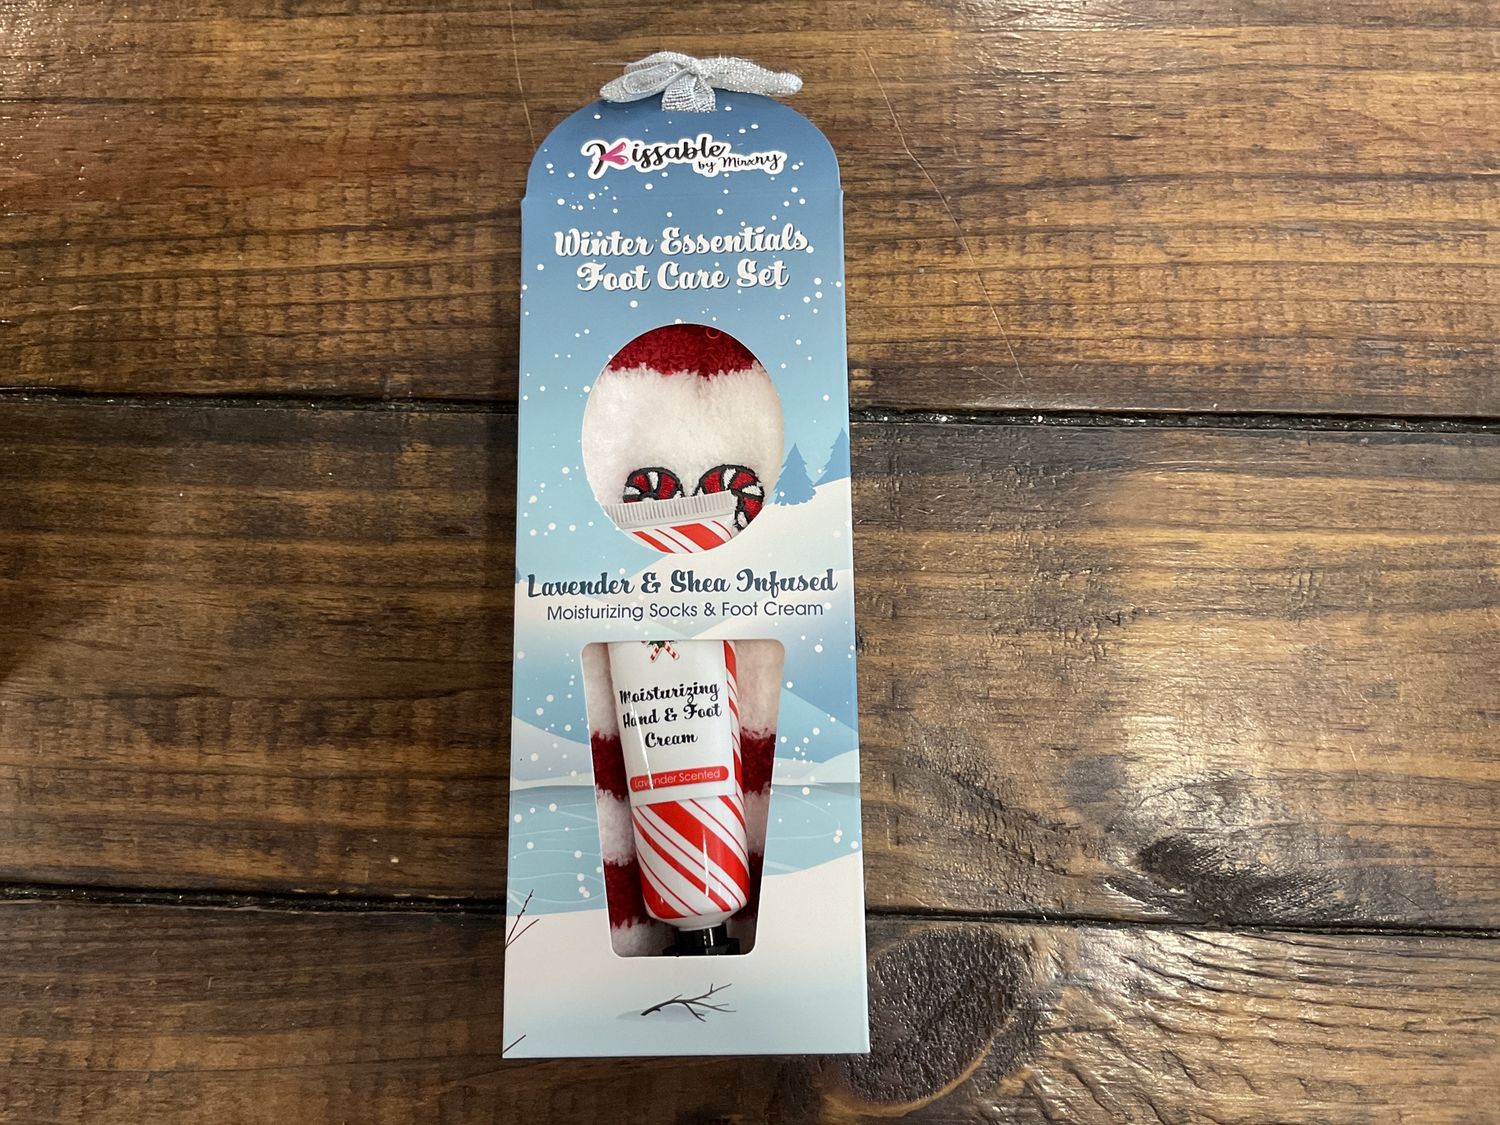 Kissable
by Mirxny
Winter Essentials
Foot Care Set
Lavender & Shea Infused
Moisturizing Socks & Foot Cream
Moisturizing
Hand & Foot
Cream
Lavender Scented